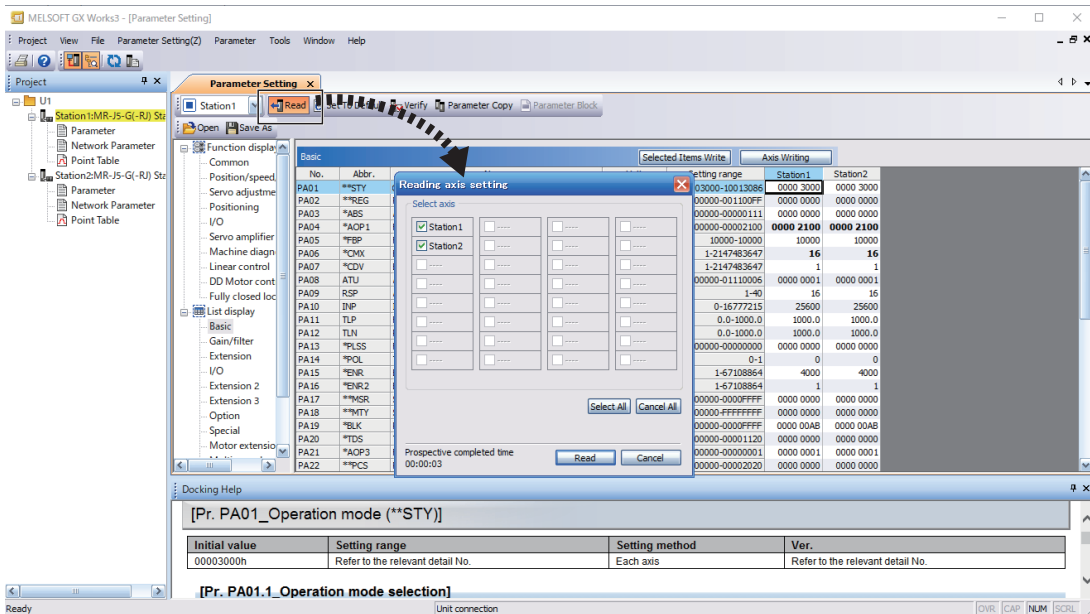 MELSOFT GX Works3 - [Parameter Setting]
Project View File Parameter Setting(Z) Parameter Tools Window Help
Project
Parameter Setting
Station1 Read Set To Default Verify Parameter Copy Parameter Block
Open Save As
U1
Station1:MR-J5-G(-RJ) Sta
Parameter
Network Parameter
Point Table
Station2:MR-J5-G(-RJ) Sta
Parameter
Network Parameter
Point Table
Function display
Common
Position/speed
Servo adjustme
Positioning
I/O
Servo amplifier
Machine diagn
Linear control
DD Motor cont
Fully closed loc
List display
Basic
Gain/filter
Extension
I/O
Extension 2
Extension 3
Option
Special
Motor extensio
Basic Selected Items Write Axis Writing
No. Abbr. Setting range Station1 Station2
PA01 **STY 03000-10013086 0000 3000 0000 3000
PA02 **REG 00000-001100FF 0000 0000 0000 0000
PA03 *ABS 00000-00000111 0000 0000 0000 0000
PA04 *AOP1 00000-00002100 0000 2100 0000 2100
PA05 *FBP 10000-10000 10000 10000
PA06 *CMX 1-2147483647 16 16
PA07 *CDV 1-2147483647 1 1
PA08 ATU 00000-01110006 0000 0001 0000 0001
PA09 RSP 1-40 16 16
PA10 INP 0-16777215 25600 25600
PA11 TLP 0.0-1000.0 1000.0 1000.0
PA12 TLN 0.0-1000.0 1000.0 1000.0
PA13 *PLSS 00000-00000000 0000 0000 0000 0000
PA14 *POL 0-1 0 0
PA15 *ENR 1-67108864 4000 4000
PA16 *ENR2 1-67108864 1 1
PA17 **MSR 00000-0000FFFF 0000 0000 0000 0000
PA18 **MTY 00000-FFFFFFFF 0000 0000 0000 0000
PA19 *BLK 00000-0000FFFF 0000 00AB 0000 00AB
PA20 *TDS 00000-00001120 0000 0000 0000 0000
PA21 *AOP3 00000-00000001 0000 0001 0000 0001
PA22 **PCS 00000-00002020 0000 0000 0000 0000
Reading axis setting
Select axis
Station1 ---- ---- ----
Station2 ---- ---- ----
---- ---- ---- ----
---- ---- ---- ----
---- ---- ---- ----
---- ---- ---- ----
---- ---- ---- ----
---- ---- ---- ----
Select All Cancel All
Prospective completed time
00:00:03
Read Cancel
Docking Help
[Pr. PA01_Operation mode (**STY)]
Initial value Setting range Setting method Ver.
00003000h Refer to the relevant detail No. Each axis Refer to the relevant detail No.
[Pr. PA01.1_Operation mode selection]
Ready Unit connection OVR CAP NUM SCRL